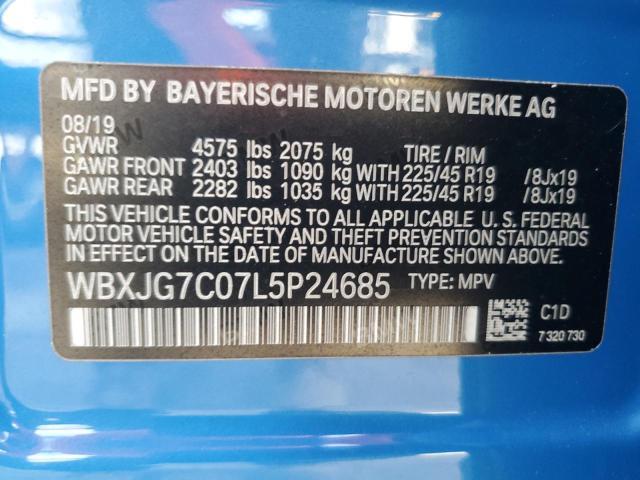 MFD BY BAYERISCHE MOTOREN WERKE AG
08/19
GVWR 4575 lbs 2075 kg TIRE / RIM
GAWR FRONT 2403 lbs 1090 kg WITH 225/45 R19 /8Jx19
GAWR REAR 2282 lbs 1035 kg WITH 225/45 R19 /8Jx19
THIS VEHICLE CONFORMS TO ALL APPLICABLE U. S. FEDERAL
MOTOR VEHICLE SAFETY AND THEFT PREVENTION
STANDARDS IN EFFECT ON DATE OF MANUFACTURE.
WBXJG7C07L5P24685 TYPE: MPV
C1D
7 320 730